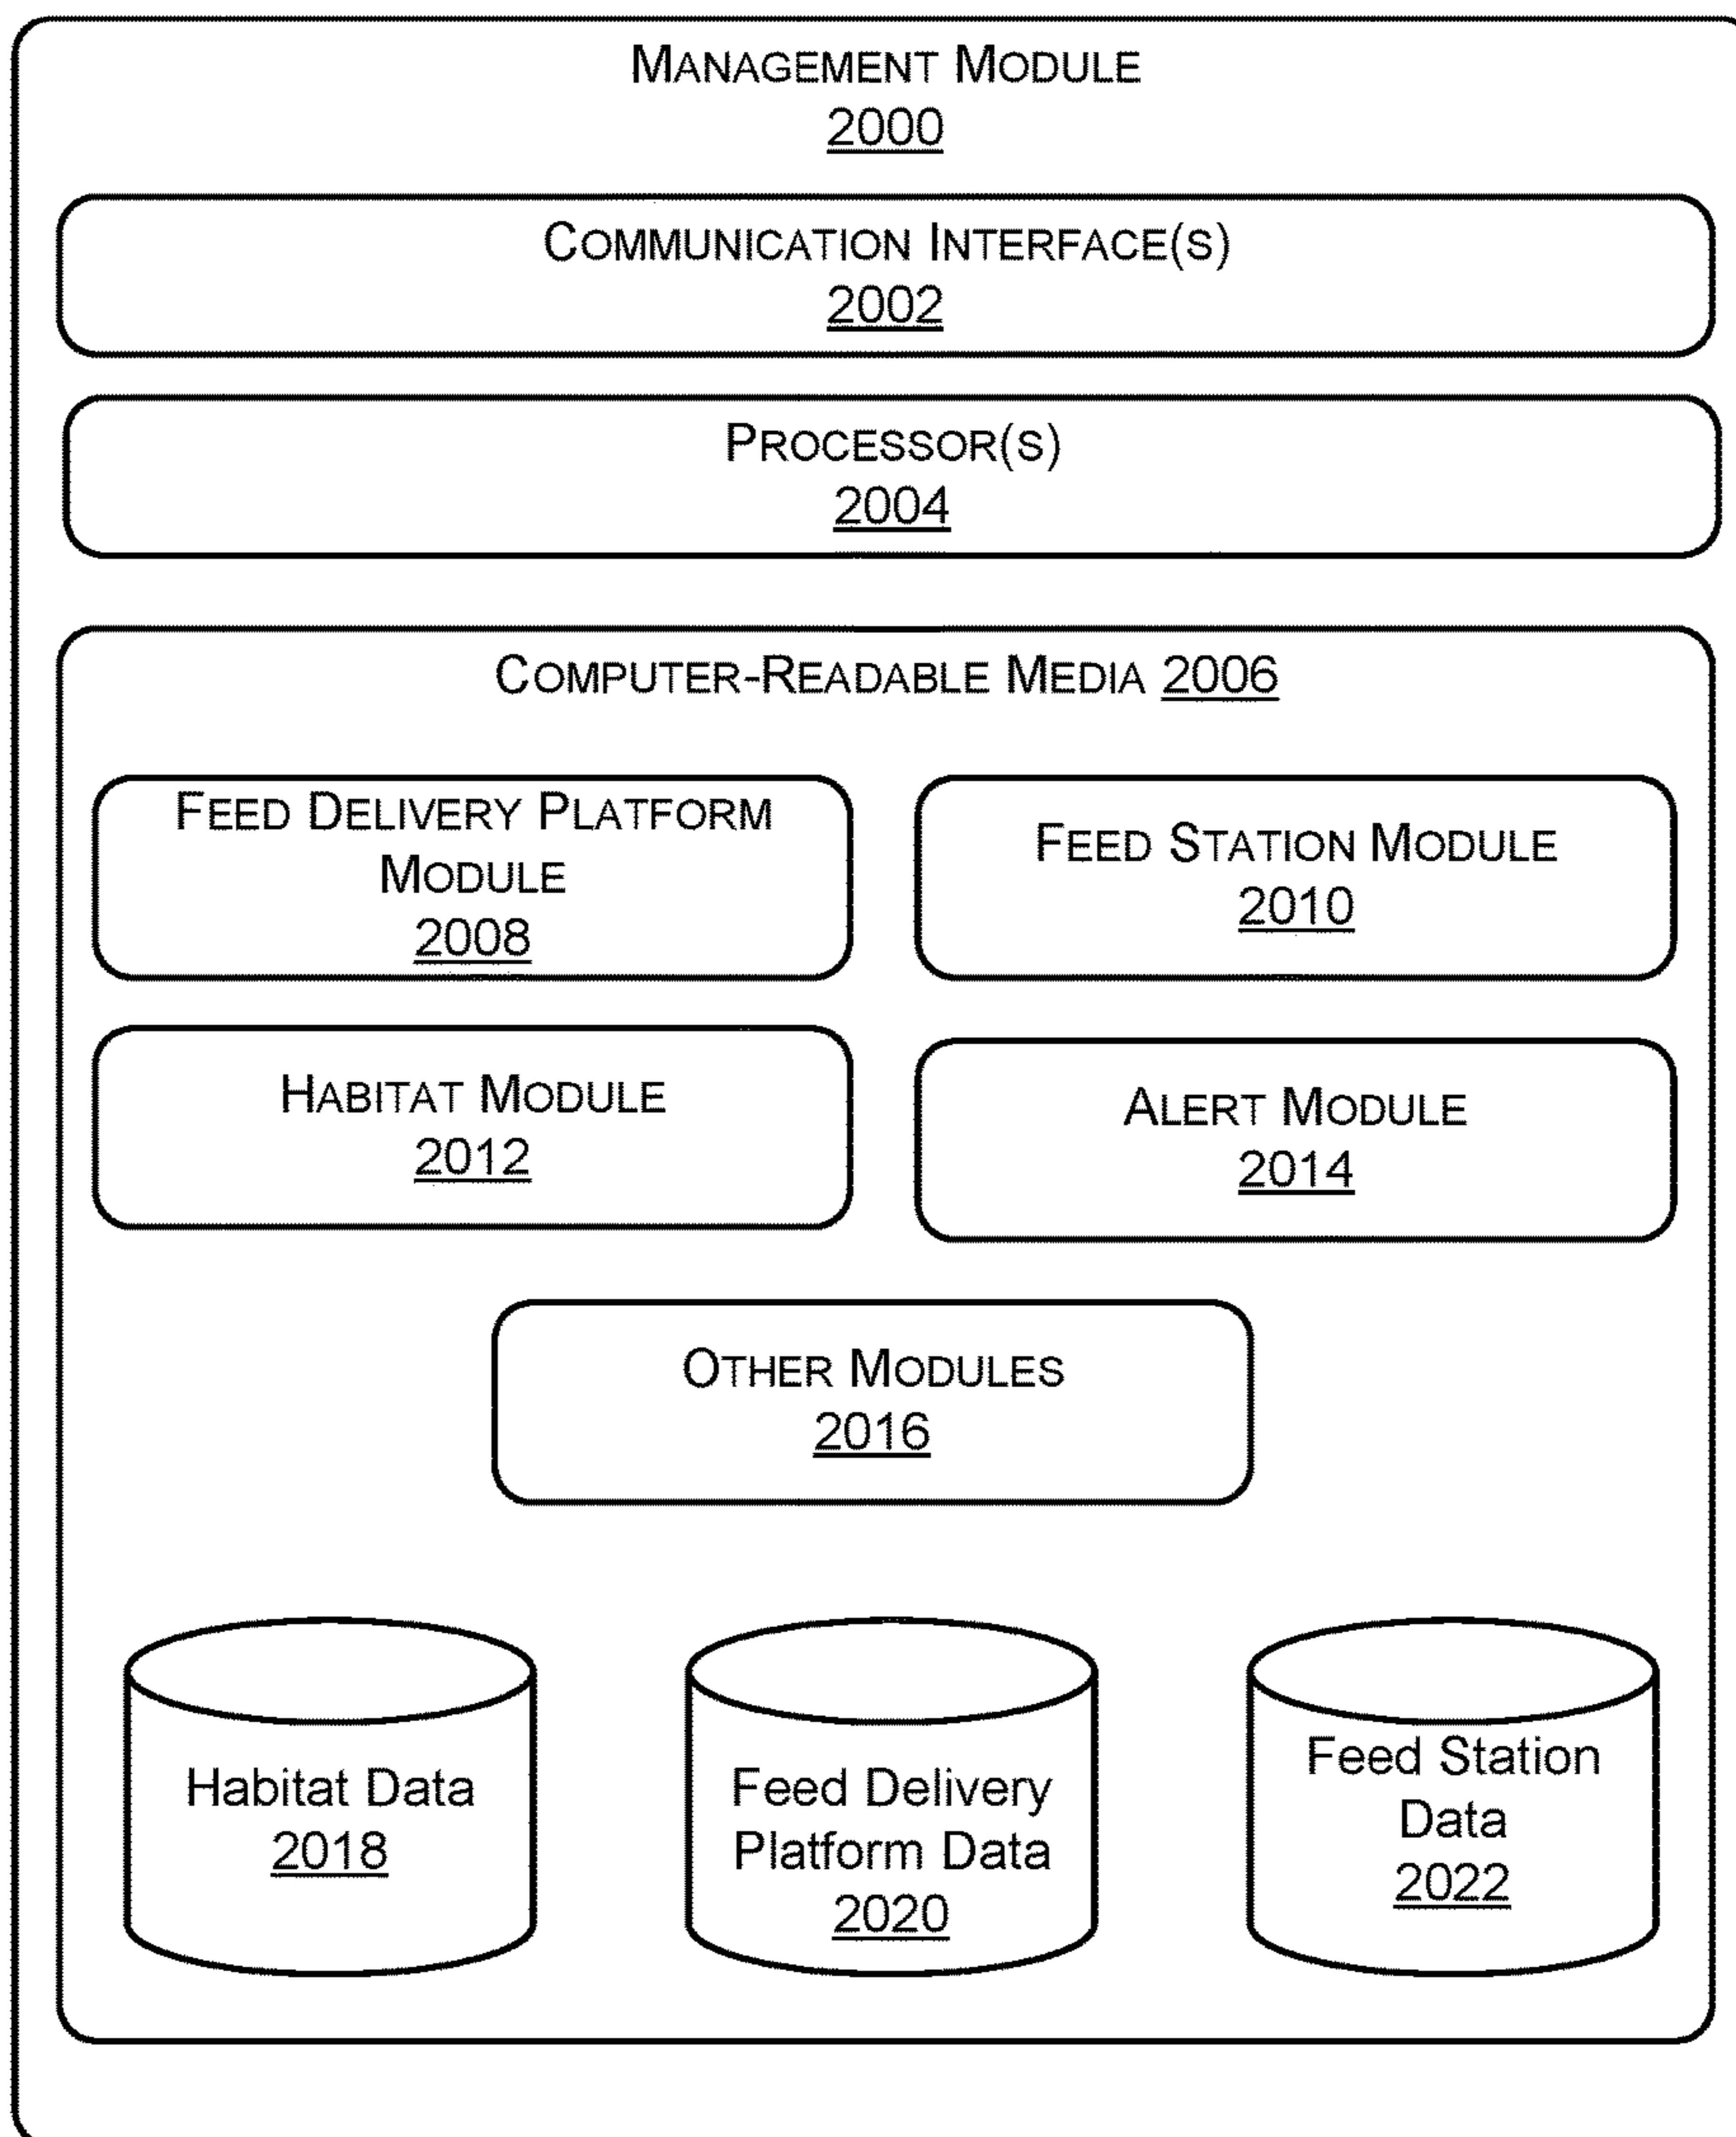 MANAGEMENT MODULE
2000
COMMUNICATION INTERFACE(S)
2002
PROCESSOR(S)
2004
COMPUTER-READABLE MEDIA 2006
FEED DELIVERY PLATFORM
MODULE
2008
FEED STATION MODULE
2010
HABITAT MODULE
2012
ALERT MODULE
2014
OTHER MODULES
2016
Habitat Data
2018
Feed Delivery
Platform Data
2020
Feed Station
Data
2022